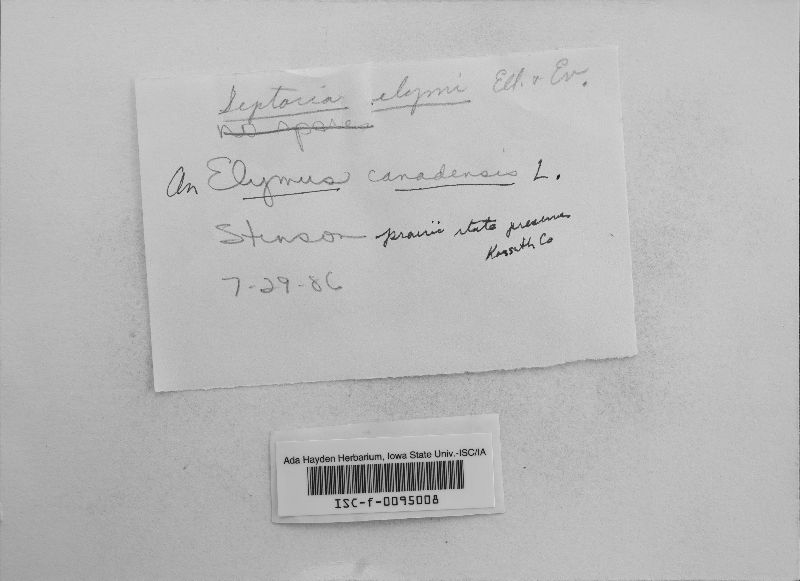 Septoria elymi Ell. & Ev.
no spores
On Elymus canadensis L.
Stinson prairie state preserve
Kossuth Co
7-29-86
Ada Hayden Herbarium, Iowa State Univ.-ISC/IA
ISC-f-0095008